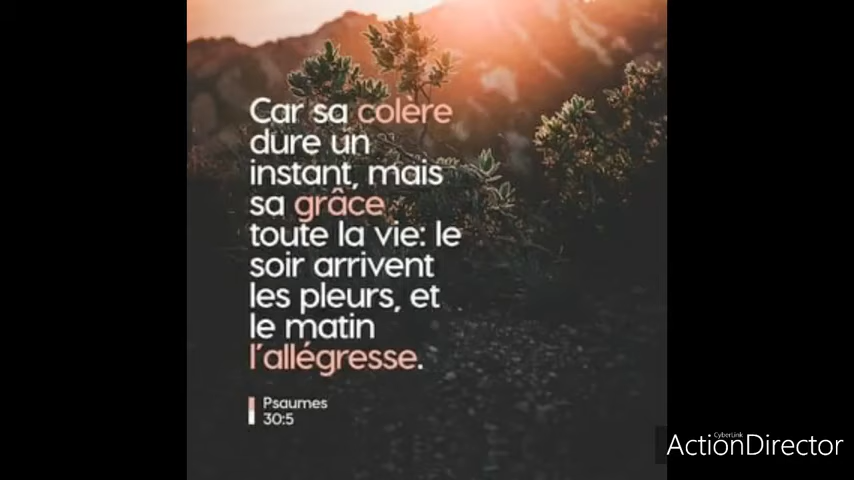 Car sa colère
dure un
instant, mais
sa grâce
toute la vie: le
soir arrivent
les pleurs, et
le matin
l'allégresse.
Psaumes
30:5
CyberLink
ActionDirector